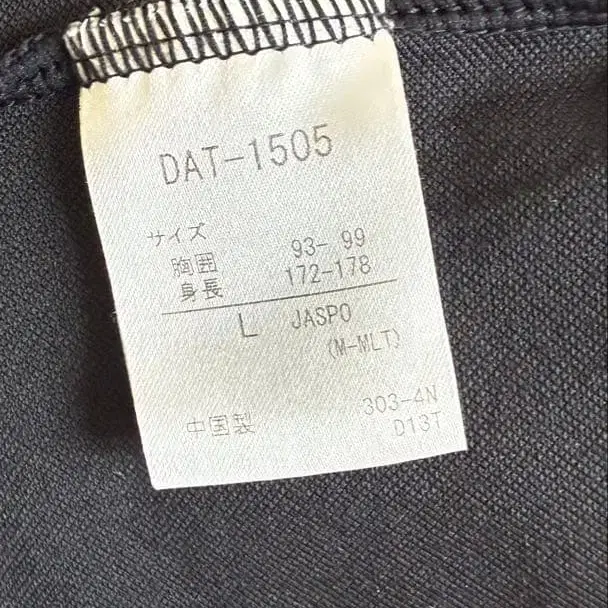 DAT-1505
サイズ
胸囲 93- 99
身長 172-178
L JASPO
(M-MLT)
303-4N
中国製 D13T